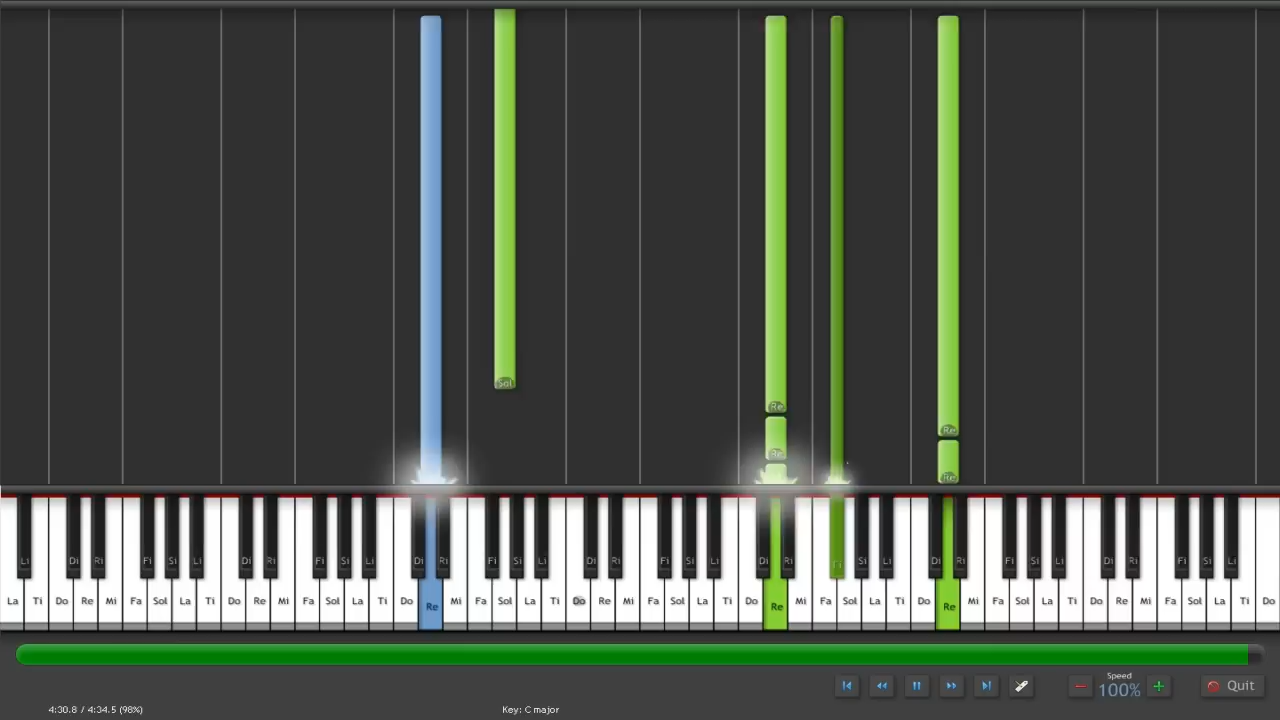 Sol
Re
Re
Re
Re
Li Di Ri Fi Si Li Di Ri Fi Si Li Di Ri Fi Si Li Di Ri Fi Si Li Di Ri Fi Si Li Di Ri Fi Si Li Di Ri Fi Si Li
La Ti Do Re Mi Fa Sol La Ti Do Re Mi Fa Sol La Ti Do Re Mi Fa Sol La Ti Do Re Mi Fa Sol La Ti Do Re Mi Fa Sol La Ti Do Re Mi Fa Sol La Ti Do Re Mi Fa Sol La Ti Do
Speed
100%
Quit
4:30.8 / 4:34.5 (98%)
Key: C major